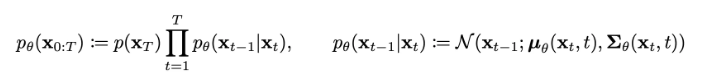 p_θ(x_{0:T}) := p(x_T) ∏_{t=1}^{T} p_θ(x_{t−1}|x_t), p_θ(x_{t−1}|x_t) := 𝒩(x_{t−1}; μ_θ(x_t, t), Σ_θ(x_t, t))